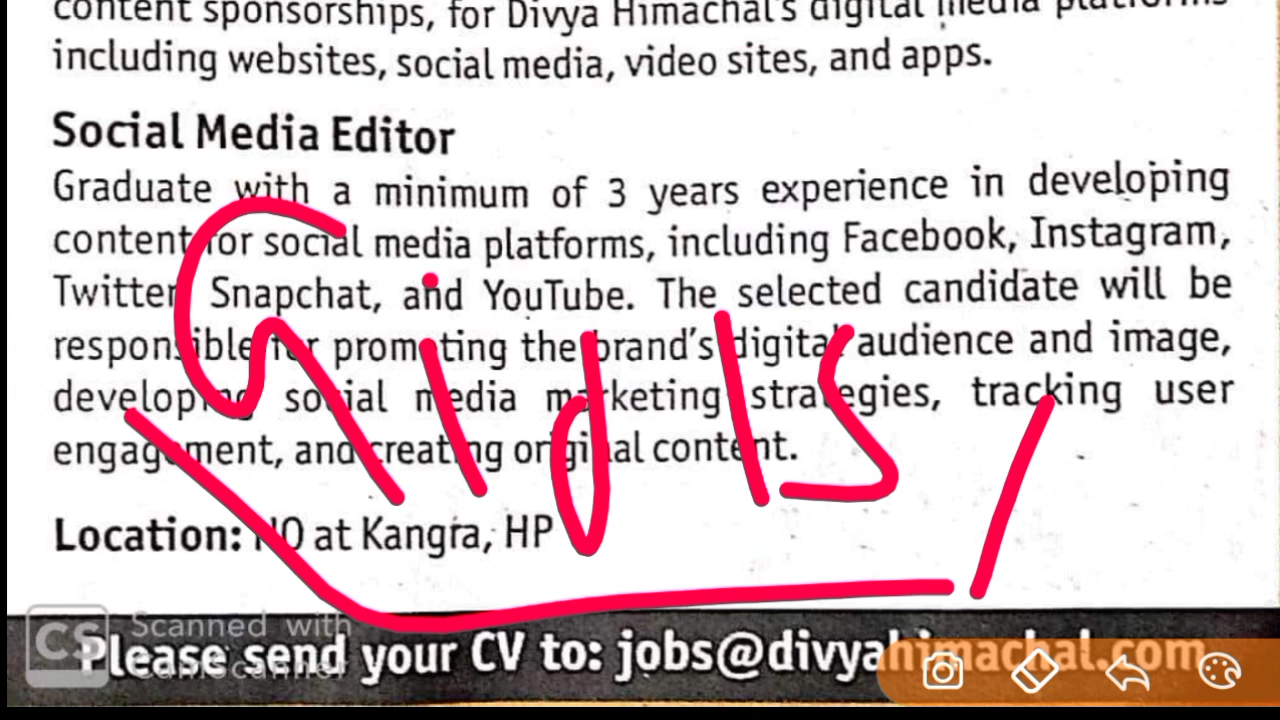 content sponsorships, for Divya Himachal's digital media platforms
including websites, social media, video sites, and apps.
Social Media Editor
Graduate with a minimum of 3 years experience in developing
content for social media platforms, including Facebook, Instagram,
Twitter, Snapchat, and YouTube. The selected candidate will be
responsible for promoting the brand's digital audience and image,
developing social media marketing strategies, tracking user
engagement, and creating original content.
Location: HO at Kangra, HP
Scanned with
CS CamScanner
Please send your CV to: jobs@divyahimachal.com